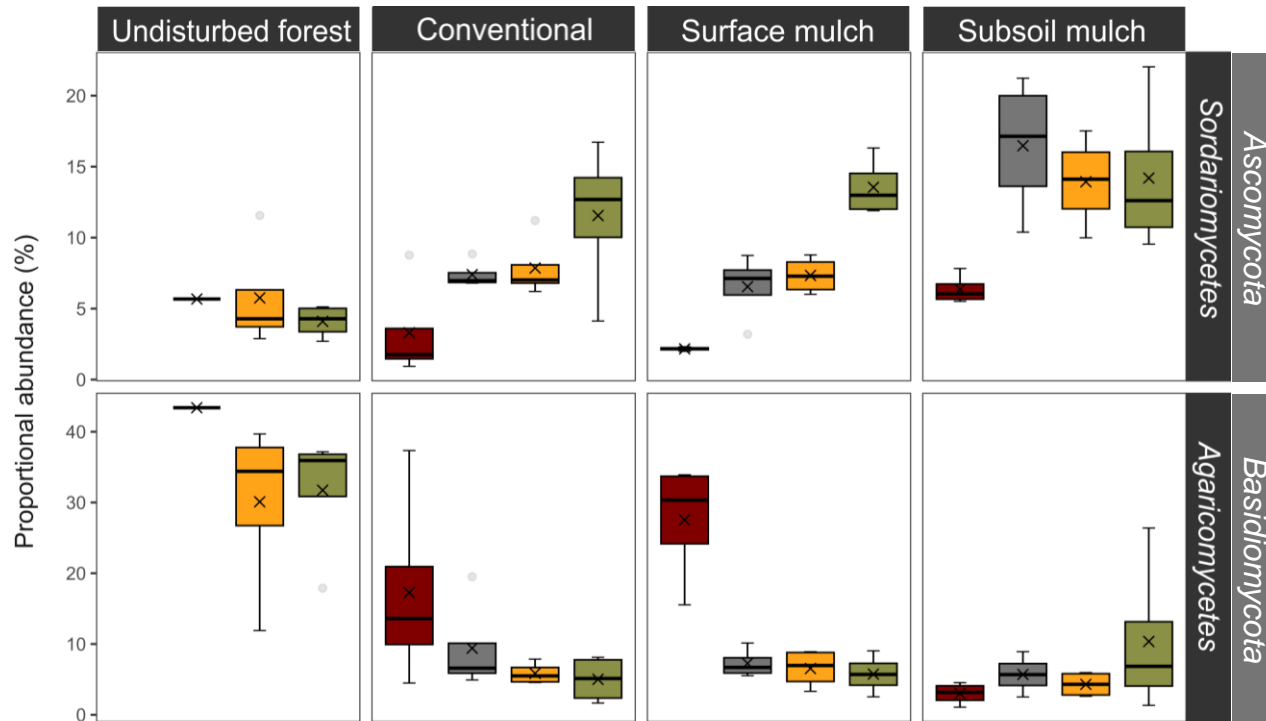 Undisturbed forest
Conventional
Surface mulch
Subsoil mulch
Proportional abundance (%)
20
15
10
5
0
Sordariomycetes
Ascomycota
40
30
20
10
0
Agaricomycetes
Basidiomycota